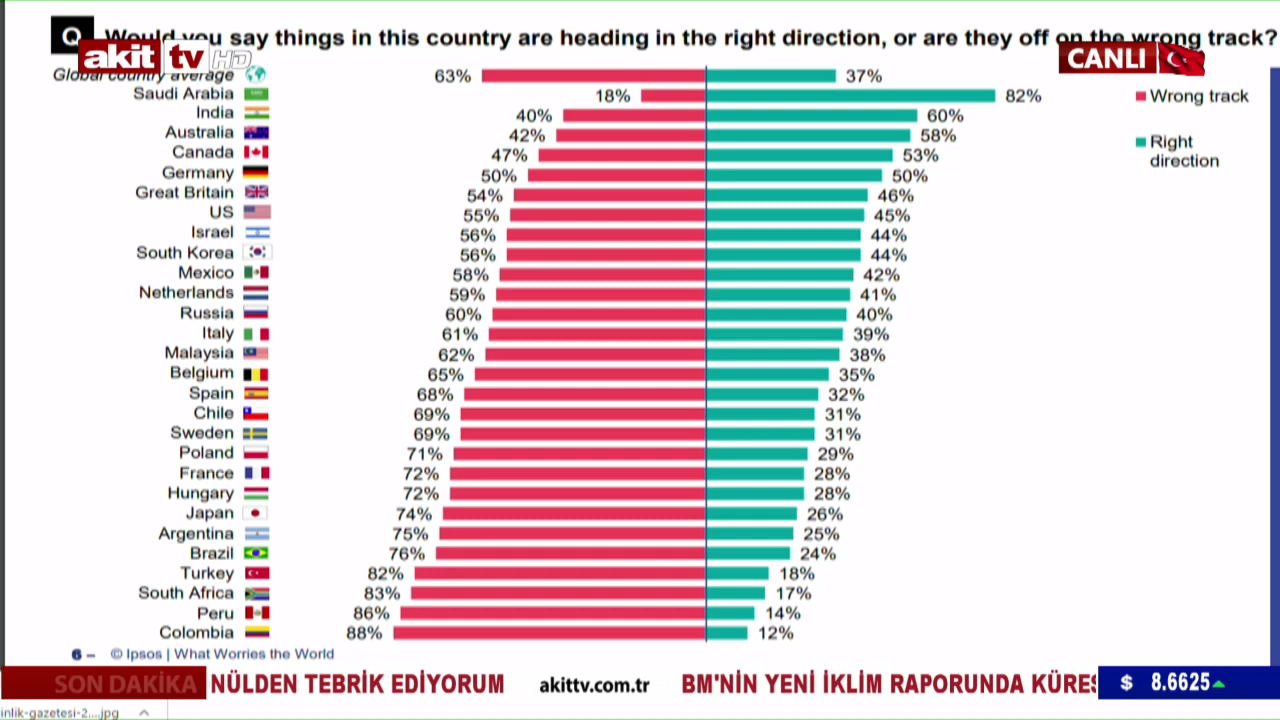 Q Would you say things in this country are heading in the right direction, or are they off on the wrong track?
akit tv HD
CANLI
Global country average 63% 37%
Saudi Arabia 18% 82%
India 40% 60%
Australia 42% 58%
Canada 47% 53%
Germany 50% 50%
Great Britain 54% 46%
US 55% 45%
Israel 56% 44%
South Korea 56% 44%
Mexico 58% 42%
Netherlands 59% 41%
Russia 60% 40%
Italy 61% 39%
Malaysia 62% 38%
Belgium 65% 35%
Spain 68% 32%
Chile 69% 31%
Sweden 69% 31%
Poland 71% 29%
France 72% 28%
Hungary 72% 28%
Japan 74% 26%
Argentina 75% 25%
Brazil 76% 24%
Turkey 82% 18%
South Africa 83% 17%
Peru 86% 14%
Colombia 88% 12%
Wrong track
Right
direction
6 – © Ipsos | What Worries the World
SON DAKİKA NÜLDEN TEBRİK EDİYORUM akittv.com.tr BM'NİN YENİ İKLİM RAPORUNDA KÜRES $ 8.6625
inlik-gazetesi-2....jpg